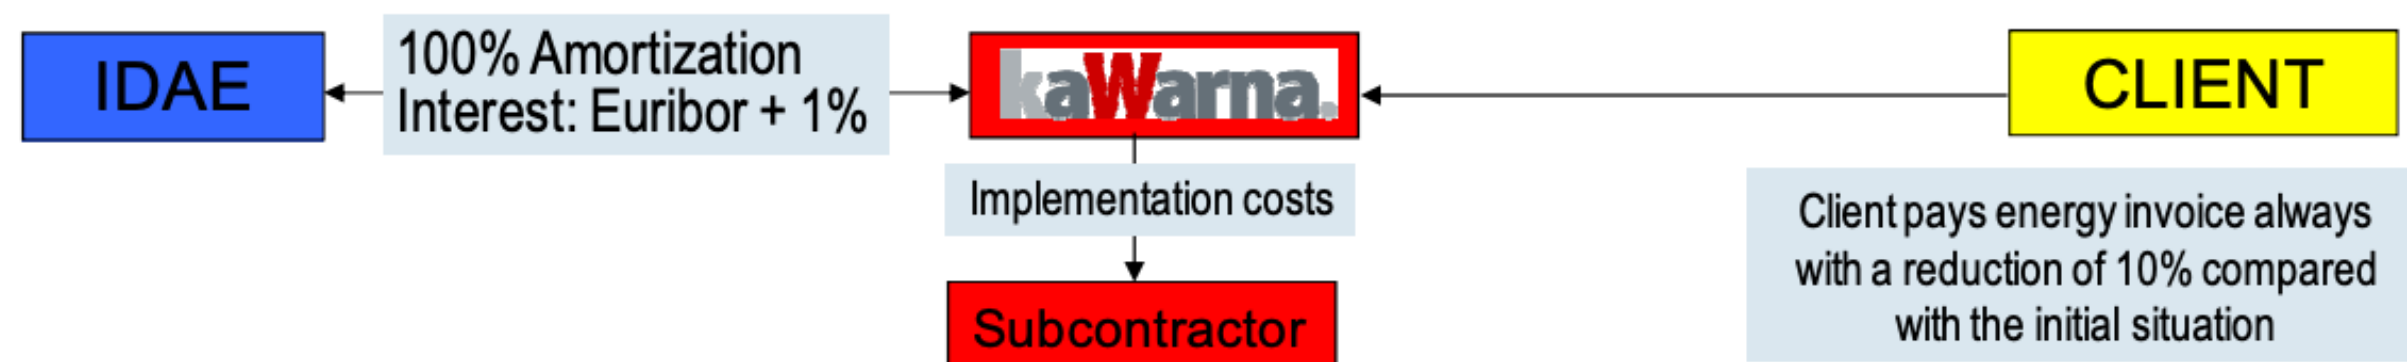 IDAE
100% Amortization
Interest: Euribor + 1%
kaWarna.
CLIENT
Implementation costs
Client pays energy invoice always
with a reduction of 10% compared
with the initial situation
Subcontractor